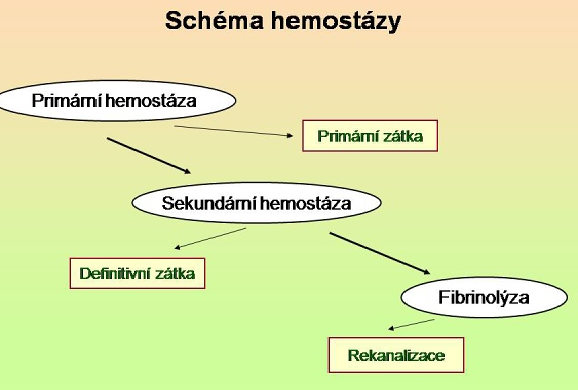 Schéma hemostázy
Primární hemostáza
Primární zátka
Sekundární hemostáza
Definitivní zátka
Fibrinolýza
Rekanalizace